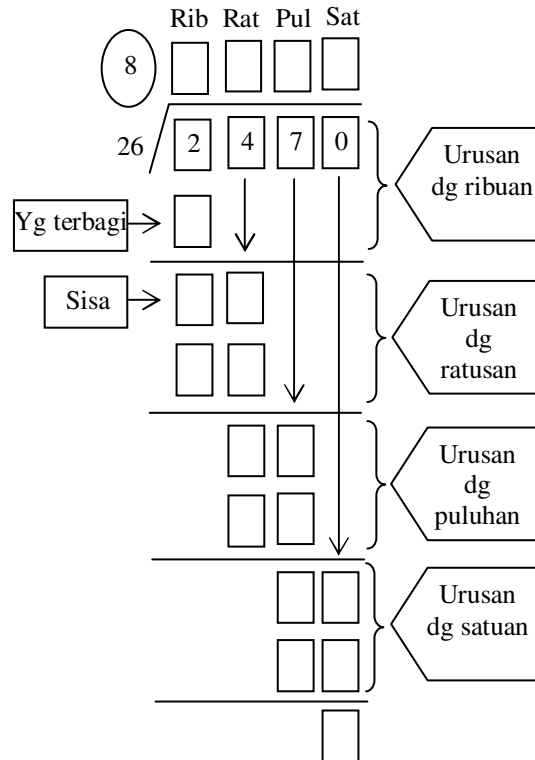 Rib Rat Pul Sat
8
26 2 4 7 0
Urusan
dg ribuan
Yg terbagi
Sisa
Urusan
dg
ratusan
Urusan
dg
puluhan
Urusan
dg satuan